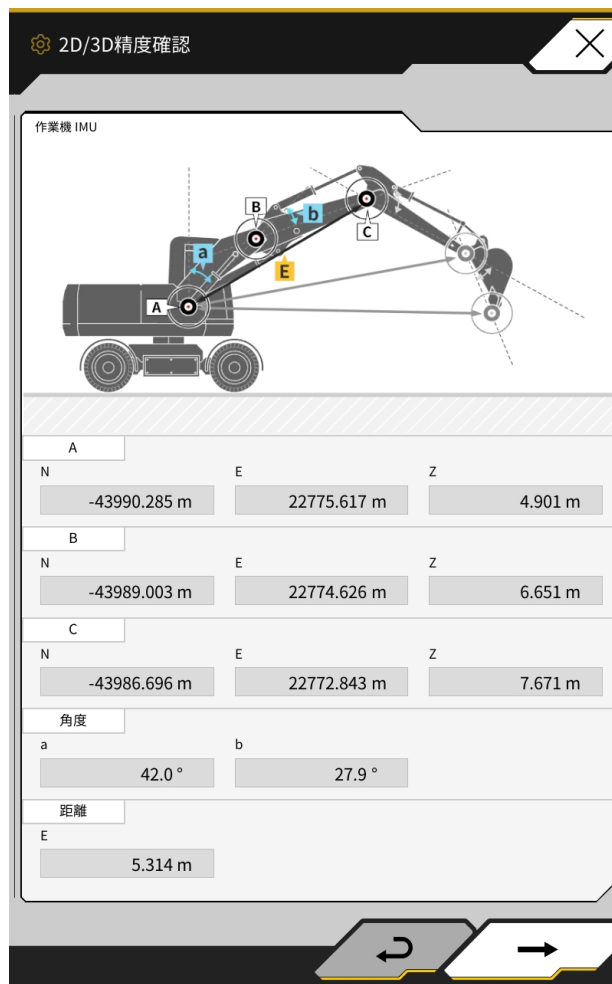 2D/3D精度確認
作業機 IMU
B
b
a
C
E
A
A
N E Z
-43990.285 m 22775.617 m 4.901 m
B
N E Z
-43989.003 m 22774.626 m 6.651 m
C
N E Z
-43986.696 m 22772.843 m 7.671 m
角度
a b
42.0 ° 27.9 °
距離
E
5.314 m